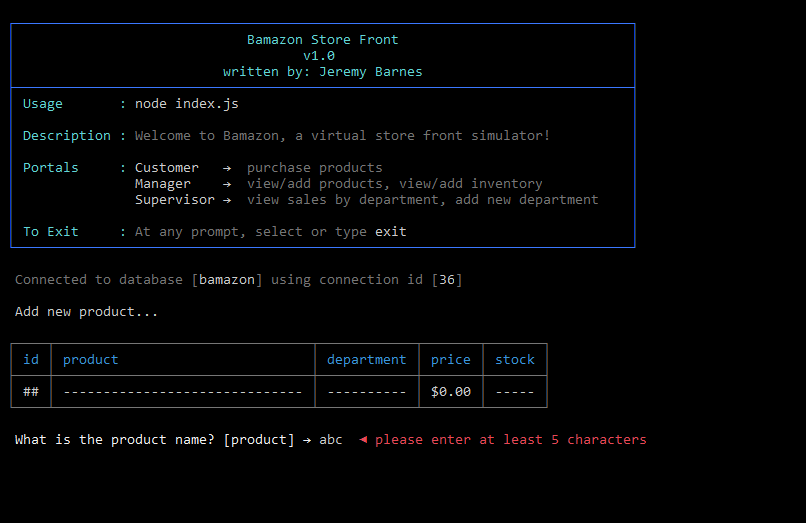 Bamazon Store Front
v1.0
written by: Jeremy Barnes
Usage : node index.js
Description : Welcome to Bamazon, a virtual store front simulator!
Portals : Customer → purchase products
Manager → view/add products, view/add inventory
Supervisor → view sales by department, add new department
To Exit : At any prompt, select or type exit
Connected to database [bamazon] using connection id [36]
Add new product...
id product department price stock
## ------------------------------ ---------- $0.00 -----
What is the product name? [product] → abc ◄ please enter at least 5 characters